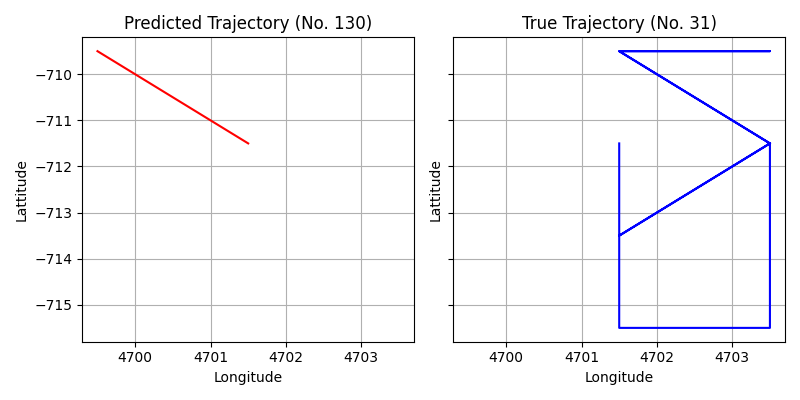 Predicted Trajectory (No. 130)
True Trajectory (No. 31)
Lattitude
−710
−711
−712
−713
−714
−715
4700
4701
4702
4703
Longitude
Lattitude
4700
4701
4702
4703
Longitude